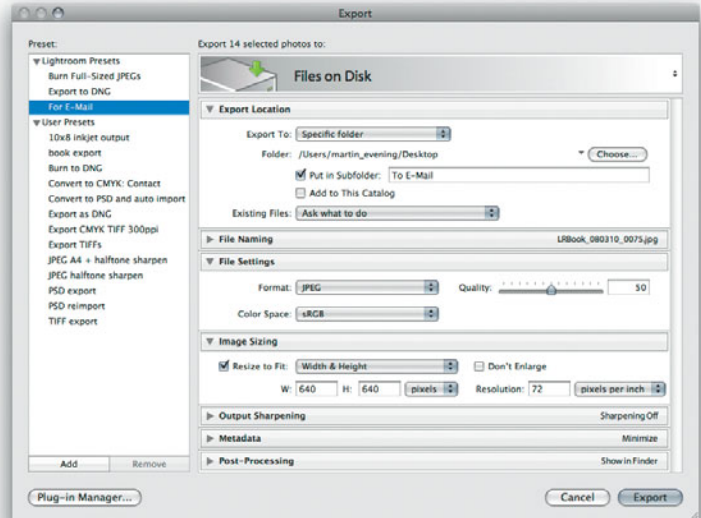 Export
Preset:
Export 14 selected photos to:
Lightroom Presets
Burn Full-Sized JPEGs
Export to DNG
For E-Mail
User Presets
10x8 inkjet output
book export
Burn to DNG
Convert to CMYK: Contact
Convert to PSD and auto import
Export as DNG
Export CMYK TIFF 300ppi
Export TIFFs
JPEG A4 + halftone sharpen
JPEG halftone sharpen
PSD export
PSD reimport
TIFF export
Add Remove
Plug-in Manager...
Files on Disk
Export Location
Export To: Specific folder
Folder: /Users/martin_evening/Desktop Choose...
Put in Subfolder: To E-Mail
Add to This Catalog
Existing Files: Ask what to do
File Naming LRBook_080310_0075.jpg
File Settings
Format: JPEG Quality: 50
Color Space: sRGB
Image Sizing
Resize to Fit: Width & Height Don't Enlarge
W: 640 H: 640 pixels Resolution: 72 pixels per inch
Output Sharpening Sharpening Off
Metadata Minimize
Post-Processing Show in Finder
Cancel Export